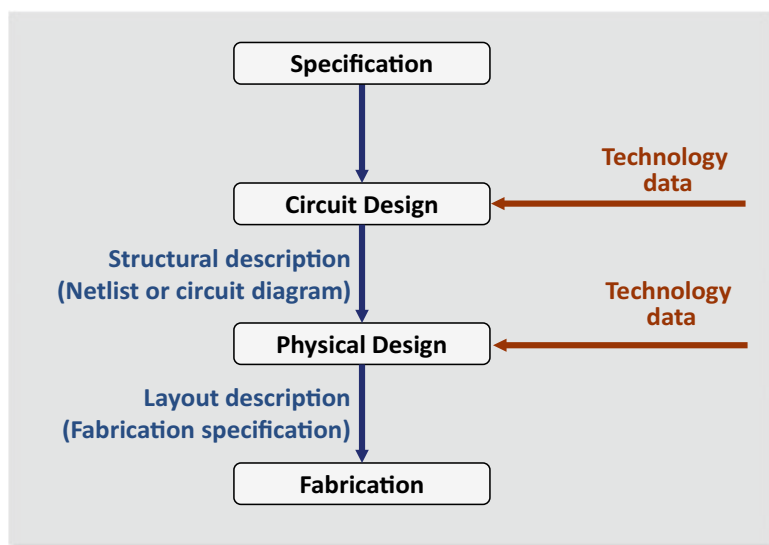 Specification
Technology
data
Circuit Design
Structural description
(Netlist or circuit diagram)
Technology
data
Physical Design
Layout description
(Fabrication specification)
Fabrication